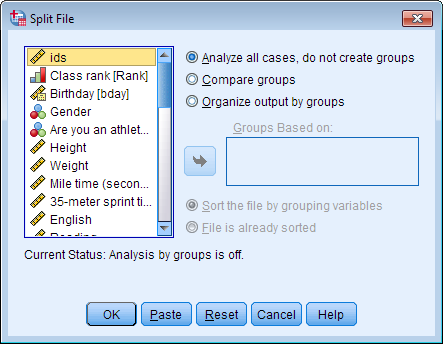 Split File
ids
Class rank [Rank]
Birthday [bday]
Gender
Are you an athlet...
Height
Weight
Mile time (secon...
35-meter sprint ti...
English
Analyze all cases, do not create groups
Compare groups
Organize output by groups
Groups Based on:
Sort the file by grouping variables
File is already sorted
Current Status: Analysis by groups is off.
OK Paste Reset Cancel Help